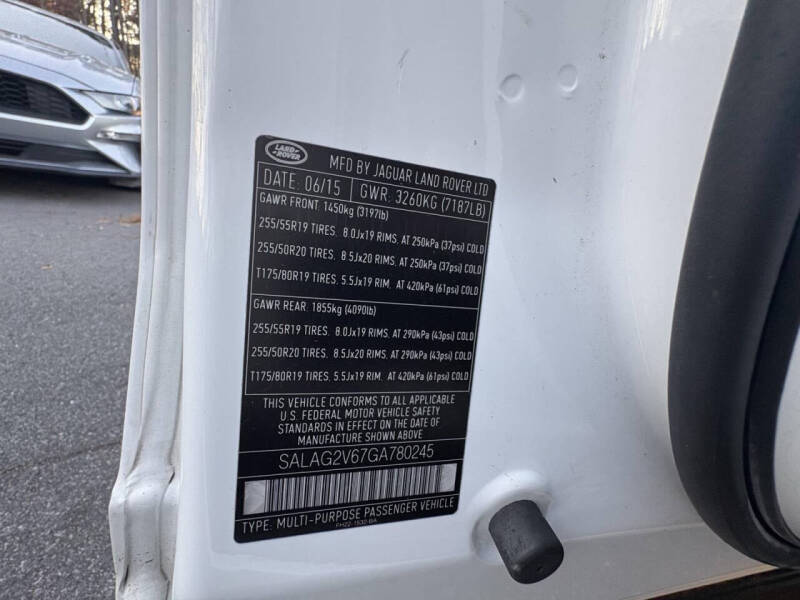 LAND
ROVER
MFD BY JAGUAR LAND ROVER LTD
DATE: 06/15 GWR: 3260KG (7187LB)
GAWR FRONT: 1450kg (3197lb)
255/55R19 TIRES. 8.0Jx19 RIMS. AT 250kPa (37psi) COLD
255/50R20 TIRES. 8.5Jx20 RIMS. AT 250kPa (37psi) COLD
T175/80R19 TIRES. 5.5Jx19 RIM. AT 420kPa (61psi) COLD
GAWR REAR: 1855kg (4090lb)
255/55R19 TIRES. 8.0Jx19 RIMS. AT 290kPa (43psi) COLD
255/50R20 TIRES. 8.5Jx20 RIMS. AT 290kPa (43psi) COLD
T175/80R19 TIRES. 5.5Jx19 RIM. AT 420kPa (61psi) COLD
THIS VEHICLE CONFORMS TO ALL APPLICABLE
U.S. FEDERAL MOTOR VEHICLE SAFETY
STANDARDS IN EFFECT ON THE DATE OF
MANUFACTURE SHOWN ABOVE
SALAG2V67GA780245
TYPE: MULTI-PURPOSE PASSENGER VEHICLE
FH22-1532-BA